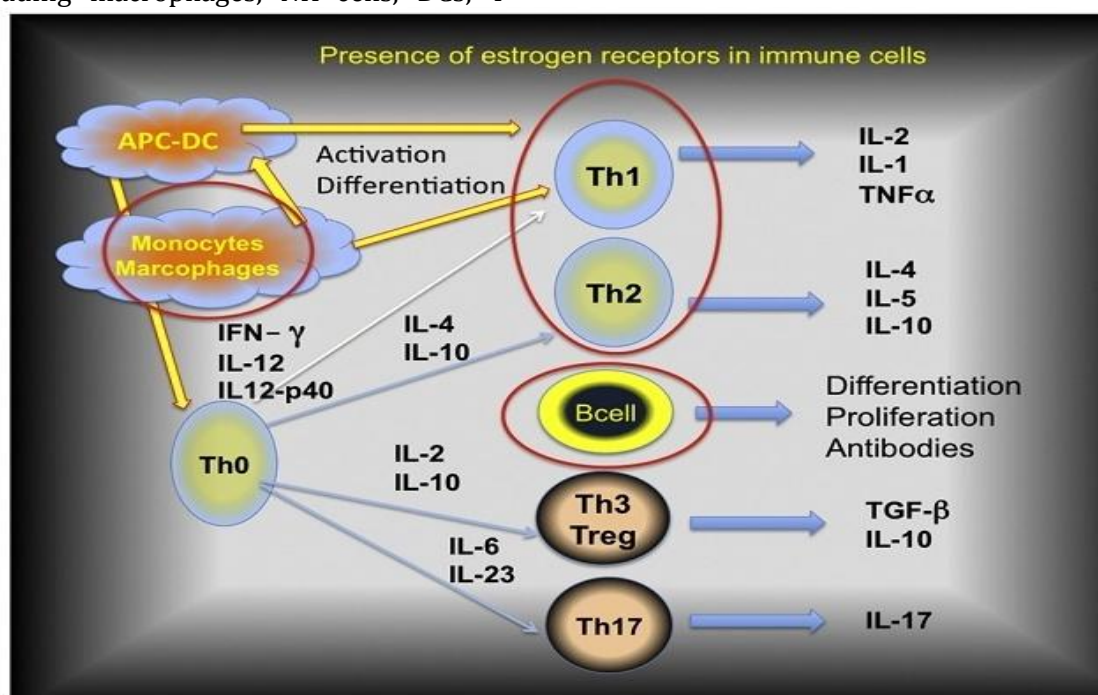 Presence of estrogen receptors in immune cells
APC-DC
Activation
Differentiation
Monocytes
Marcophages
Th1
IL-2
IL-1
TNFα
Th2
IL-4
IL-5
IL-10
IFN– γ
IL-12
IL12-p40
IL-4
IL-10
Th0
Bcell
Differentiation
Proliferation
Antibodies
IL-2
IL-10
Th3
Treg
TGF-β
IL-10
IL-6
IL-23
Th17
IL-17